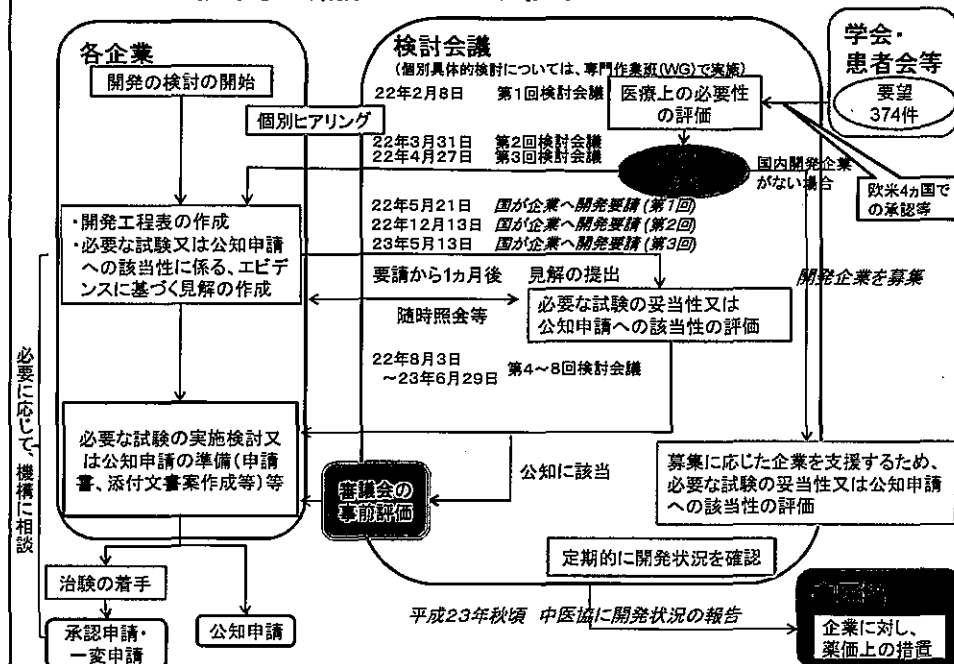 各企業
開発の検討の開始
個別ヒアリング
検討会議
(個別具体的検討については、専門作業班(WG)で実施)
22年2月8日 第1回検討会議
医療上の必要性
の評価
学会・
患者会等
要望
374件
22年3月31日 第2回検討会議
22年4月27日 第3回検討会議
国内開発企業
がない場合
欧米4ヵ国で
の承認等
・開発工程表の作成
・必要な試験又は公知申請
への該当性に係る、エビデ
ンスに基づく見解の作成
22年5月21日 国が企業へ開発要請(第1回)
22年12月13日 国が企業へ開発要請(第2回)
23年5月13日 国が企業へ開発要請(第3回)
開発企業を募集
要請から1ヵ月後 見解の提出
随時照会等
必要な試験の妥当性又は
公知申請への該当性の評価
22年8月3日
~23年6月29日 第4~8回検討会議
必要に応じて、機構に相談
必要な試験の実施検討又
は公知申請の準備(申請
書、添付文書案作成等)等
公知に該当
審議会の
事前評価
募集に応じた企業を支援するため、
必要な試験の妥当性又は公知申請
への該当性の評価
定期的に開発状況を確認
治験の着手
承認申請・
一変申請
公知申請
平成23年秋頃 中医協に開発状況の報告
企業に対し、
薬価上の措置